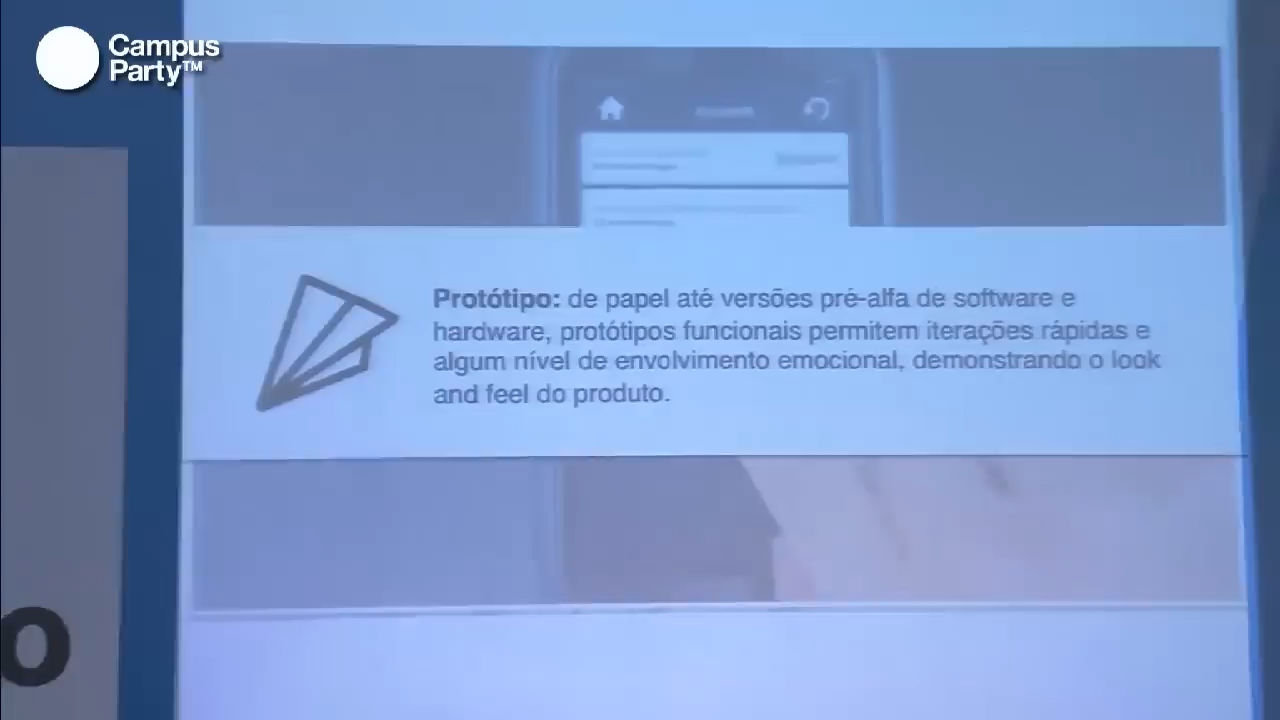 Campus
Party™
Protótipo: de papel até versões pré-alfa de software e
hardware, protótipos funcionais permitem iterações rápidas e
algum nível de envolvimento emocional, demonstrando o look
and feel do produto.
o